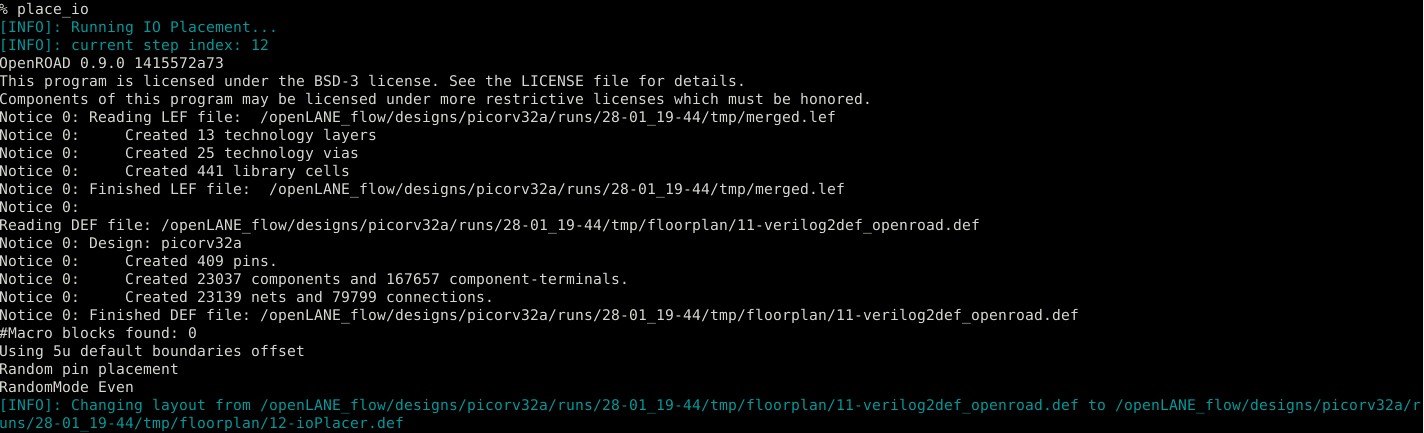 % place_io
[INFO]: Running IO Placement...
[INFO]: current step index: 12
OpenROAD 0.9.0 1415572a73
This program is licensed under the BSD-3 license. See the LICENSE file for details.
Components of this program may be licensed under more restrictive licenses which must be honored.
Notice 0: Reading LEF file:  /openLANE_flow/designs/picorv32a/runs/28-01_19-44/tmp/merged.lef
Notice 0:     Created 13 technology layers
Notice 0:     Created 25 technology vias
Notice 0:     Created 441 library cells
Notice 0: Finished LEF file:  /openLANE_flow/designs/picorv32a/runs/28-01_19-44/tmp/merged.lef
Notice 0:
Reading DEF file: /openLANE_flow/designs/picorv32a/runs/28-01_19-44/tmp/floorplan/11-verilog2def_openroad.def
Notice 0: Design: picorv32a
Notice 0:     Created 409 pins.
Notice 0:     Created 23037 components and 167657 component-terminals.
Notice 0:     Created 23139 nets and 79799 connections.
Notice 0: Finished DEF file: /openLANE_flow/designs/picorv32a/runs/28-01_19-44/tmp/floorplan/11-verilog2def_openroad.def
#Macro blocks found: 0
Using 5u default boundaries offset
Random pin placement
RandomMode Even
[INFO]: Changing layout from /openLANE_flow/designs/picorv32a/runs/28-01_19-44/tmp/floorplan/11-verilog2def_openroad.def to /openLANE_flow/designs/picorv32a/r
uns/28-01_19-44/tmp/floorplan/12-ioPlacer.def